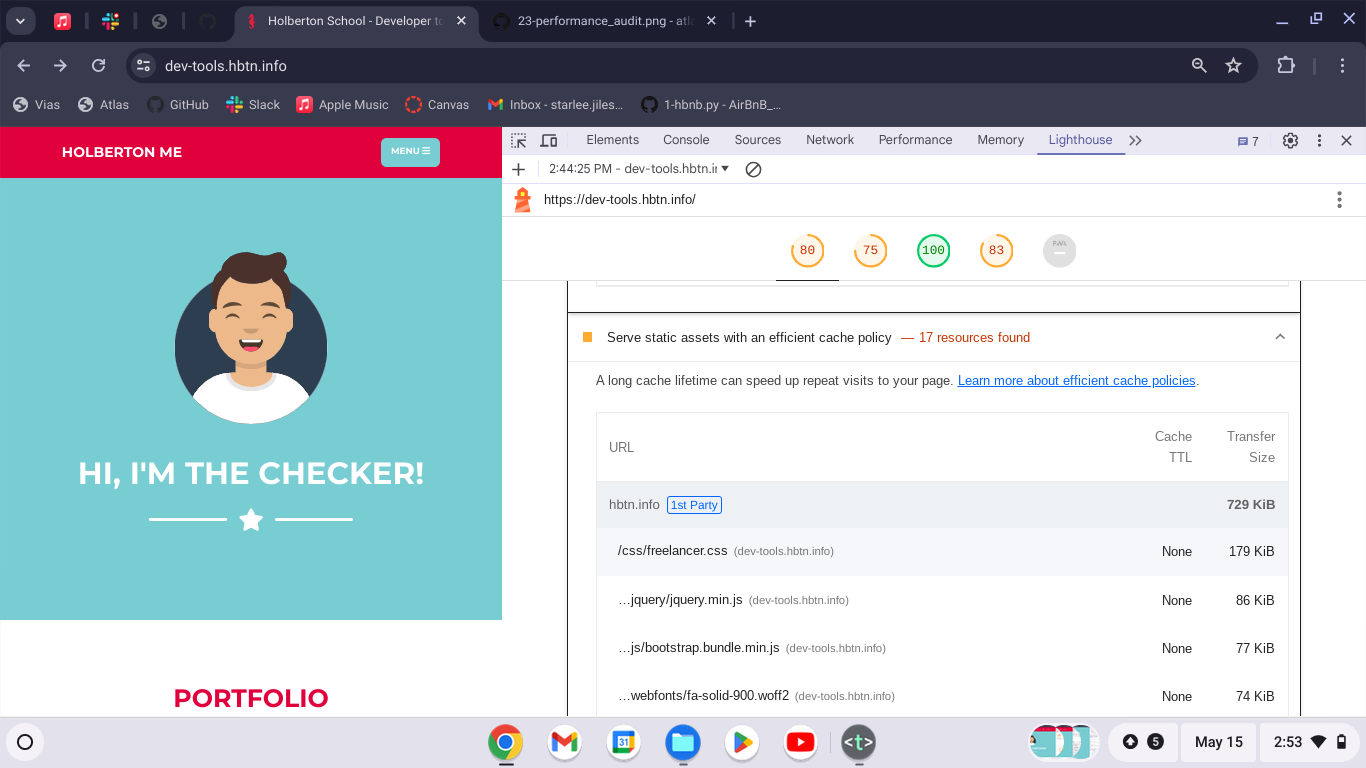 Holberton School - Developer to
23-performance_audit.png - atla
dev-tools.hbtn.info
Vias
Atlas
GitHub
Slack
Apple Music
Canvas
Inbox - starlee.jiles...
1-hbnb.py - AirBnB_...
HOLBERTON ME
MENU
HI, I'M THE CHECKER!
PORTFOLIO
Elements
Console
Sources
Network
Performance
Memory
Lighthouse
7
2:44:25 PM - dev-tools.hbtn.in
https://dev-tools.hbtn.info/
80
75
100
83
PWA
Serve static assets with an efficient cache policy — 17 resources found
A long cache lifetime can speed up repeat visits to your page. Learn more about efficient cache policies.
URL
Cache TTL
Transfer Size
hbtn.info 1st Party 729 KiB
/css/freelancer.css (dev-tools.hbtn.info) None 179 KiB
…jquery/jquery.min.js (dev-tools.hbtn.info) None 86 KiB
…js/bootstrap.bundle.min.js (dev-tools.hbtn.info) None 77 KiB
…webfonts/fa-solid-900.woff2 (dev-tools.hbtn.info) None 74 KiB
31
<t>
5
May 15
2:53